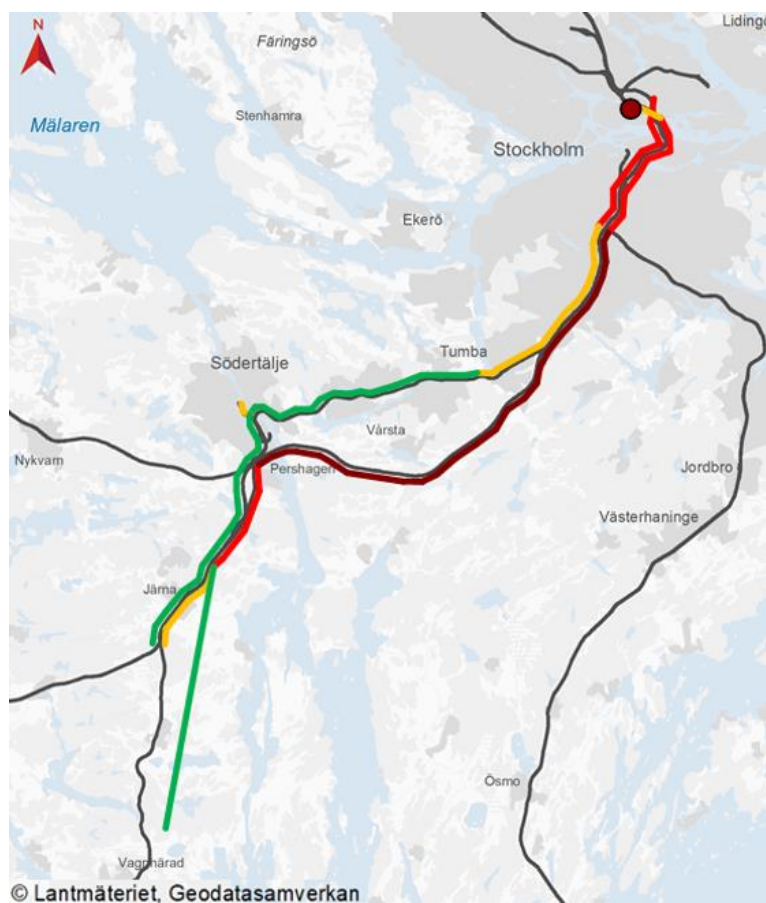 Lidingö
N
Färingsö
Stenhamra
Mälaren
Stockholm
Ekerö
Tumba
Södertälje
Vårsta
Nykvarn
Pershagen
Jordbro
Västerhaninge
Järna
Ösmo
Vagnhärad
© Lantmäteriet, Geodatasamverkan